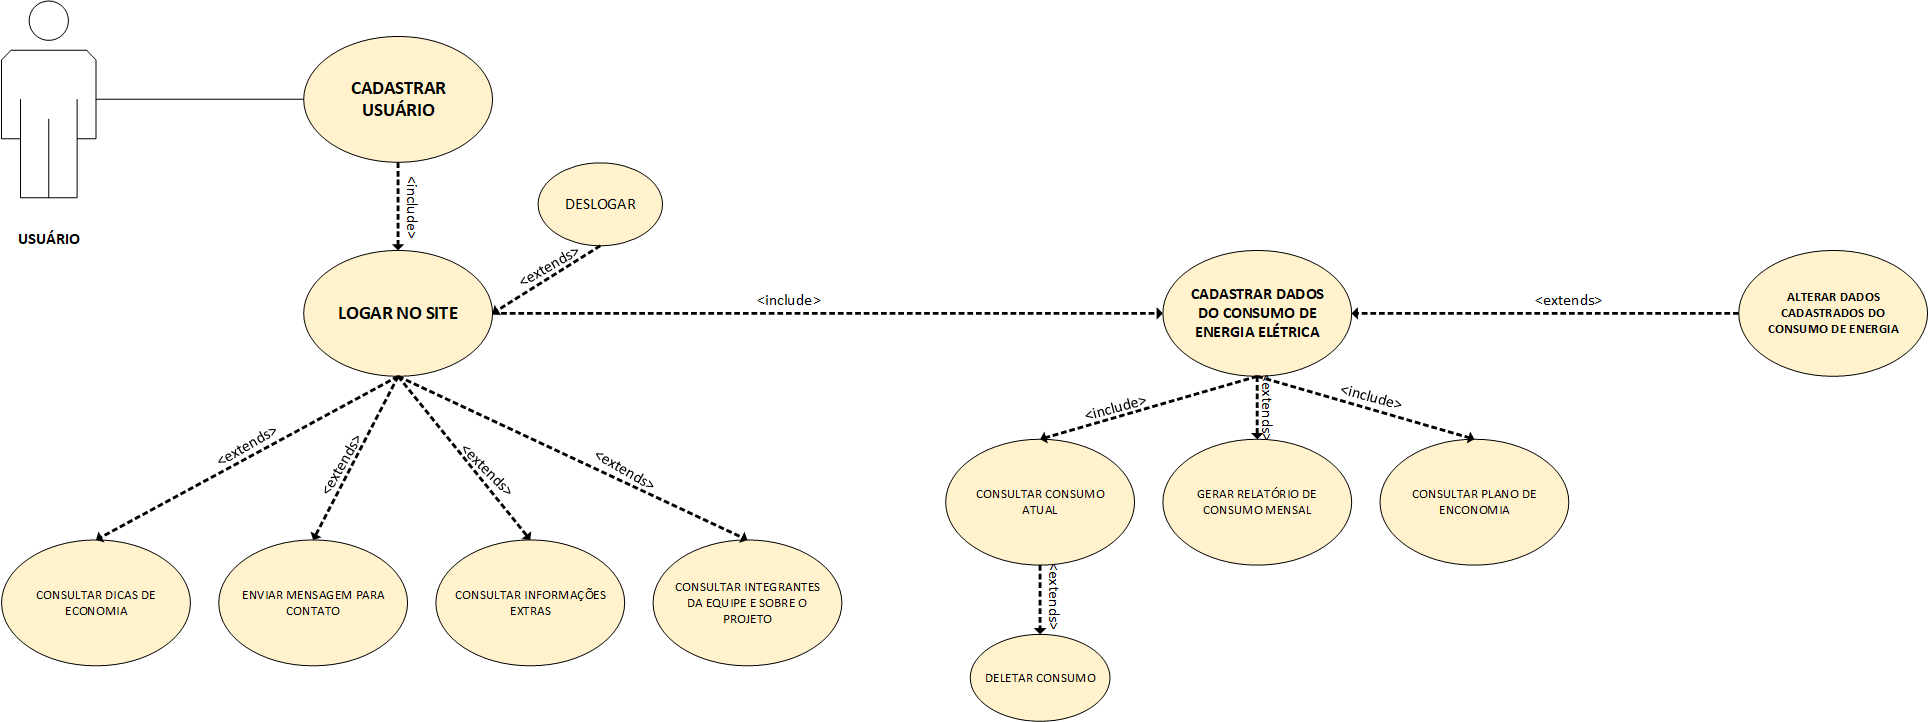 CADASTRAR
USUÁRIO
<include>
DESLOGAR
USUÁRIO
<extends>
LOGAR NO SITE
<include>
CADASTRAR DADOS
DO CONSUMO DE
ENERGIA ELÉTRICA
<extends>
ALTERAR DADOS
CADASTRADOS DO
CONSUMO DE ENERGIA
<include>
<extends>
<include>
<extends>
<extends>
<extends>
<extends>
CONSULTAR CONSUMO
ATUAL
GERAR RELATÓRIO DE
CONSUMO MENSAL
CONSULTAR PLANO DE
ENCONOMIA
CONSULTAR DICAS DE
ECONOMIA
ENVIAR MENSAGEM PARA
CONTATO
CONSULTAR INFORMAÇÕES
EXTRAS
CONSULTAR INTEGRANTES
DA EQUIPE E SOBRE O
PROJETO
<extends>
DELETAR CONSUMO